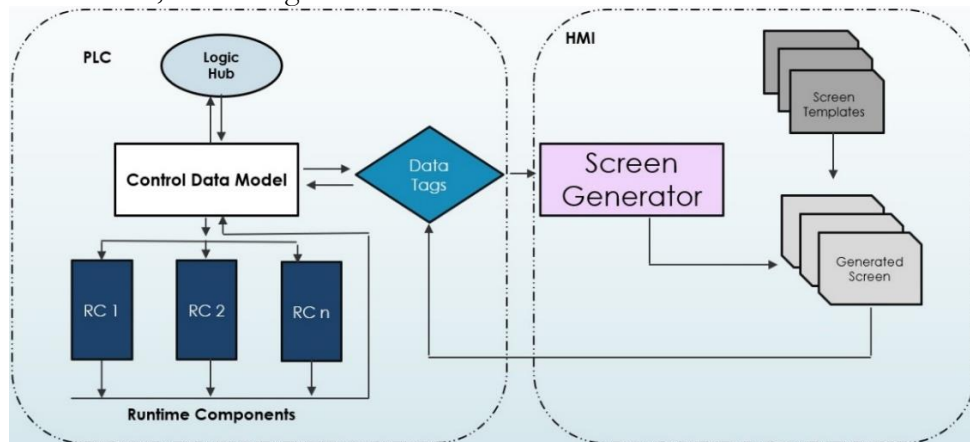 PLC
Logic
Hub
Control Data Model
Data
Tags
RC 1
RC 2
RC n
Runtime Components
HMI
Screen
Templates
Screen
Generator
Generated
Screen